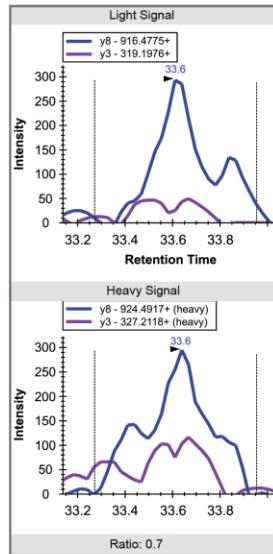 Light Signal
y8 - 916.4775+
y3 - 319.1976+
33.6
300
250
200
150
100
50
0
Intensity
33.2 33.4 33.6 33.8
Retention Time
Heavy Signal
y8 - 924.4917+ (heavy)
y3 - 327.2118+ (heavy)
33.6
300
250
200
150
100
50
0
Intensity
33.2 33.4 33.6 33.8
Ratio: 0.7